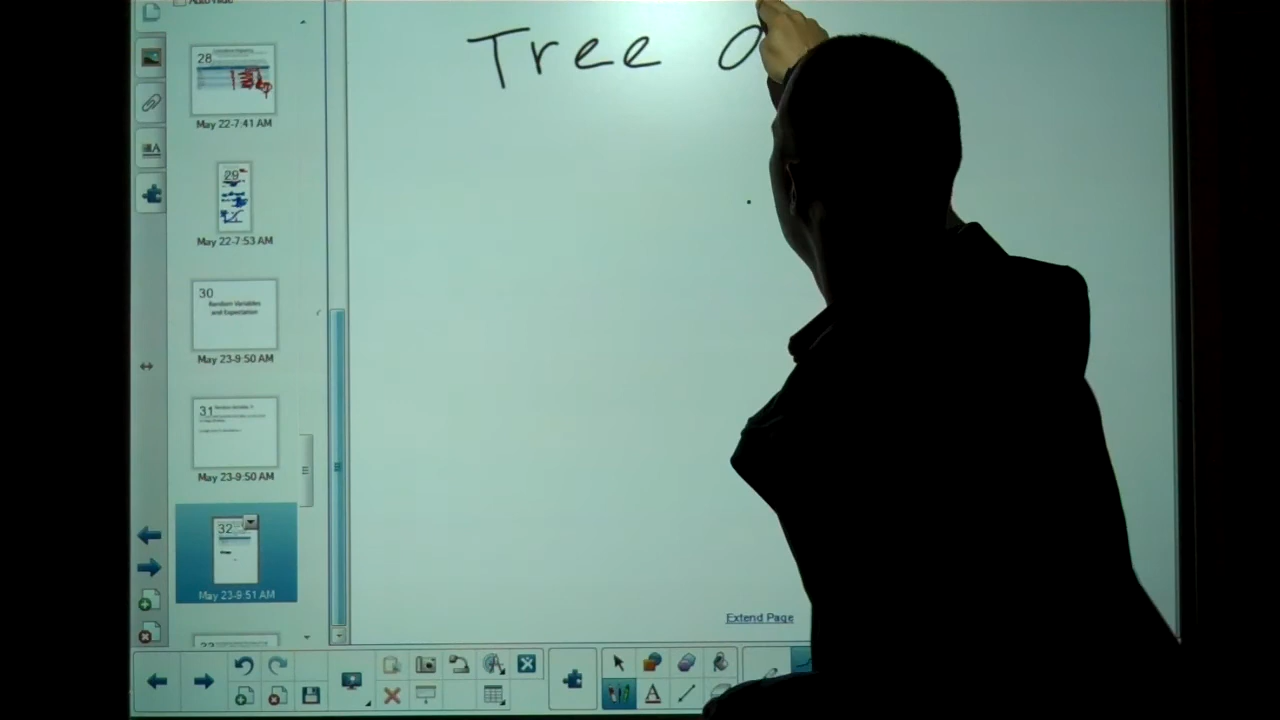 Tree d
28
May 22-7:41 AM
29
May 22-7:53 AM
30
Random Variables
and Expectation
May 23-9:50 AM
31
May 23-9:50 AM
32
May 23-9:51 AM
Extend Page